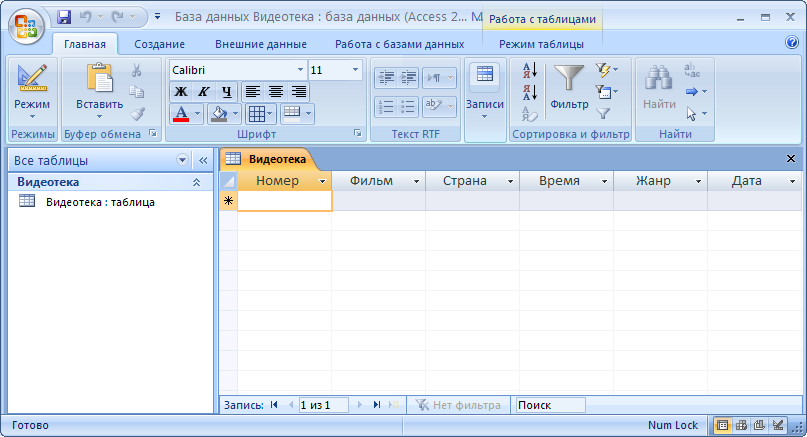 База данных Видеотека : база данных (Access 2... М
Работа с таблицами
Главная Создание Внешние данные Работа с базами данных Режим таблицы
Calibri 11
Режим Вставить Ж К Ч Записи Фильтр Найти
Режимы Буфер обмена Шрифт Текст RTF Сортировка и фильтр Найти
Все таблицы Видеотека
Видеотека Номер Фильм Страна Время Жанр Дата
Видеотека : таблица
Запись: 1 из 1 Нет фильтра Поиск
Готово Num Lock